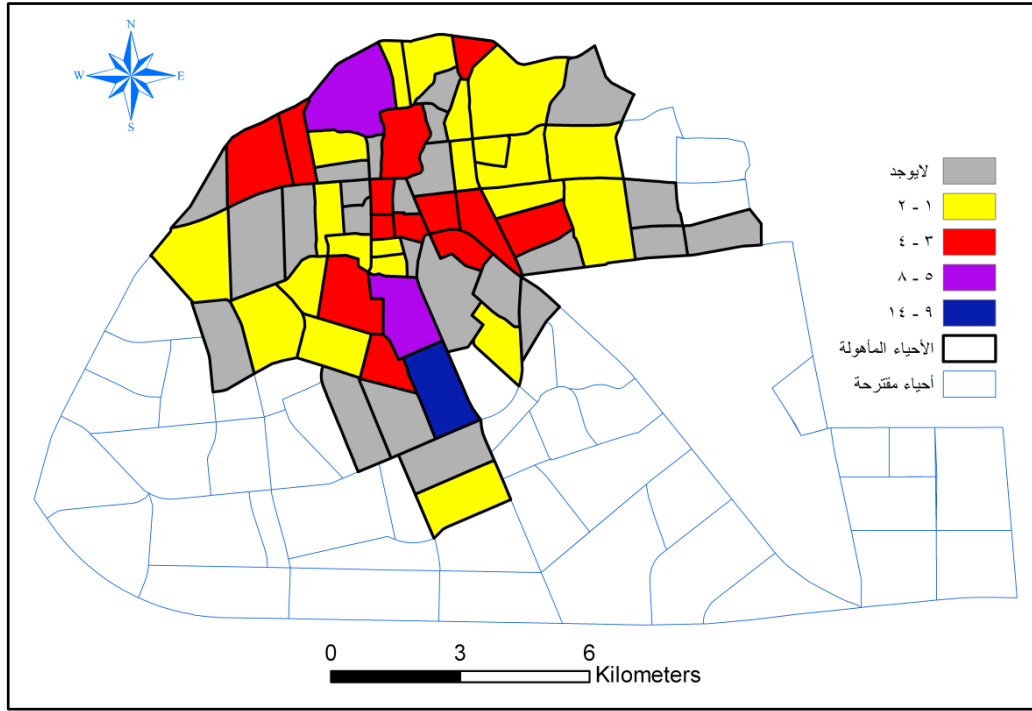 N
W E
S
لايوجد
١ - ٢
٣ - ٤
٥ - ٨
٩ - ١٤
الأحياء المأهولة
أحياء مقترحة
0 3 6
Kilometers